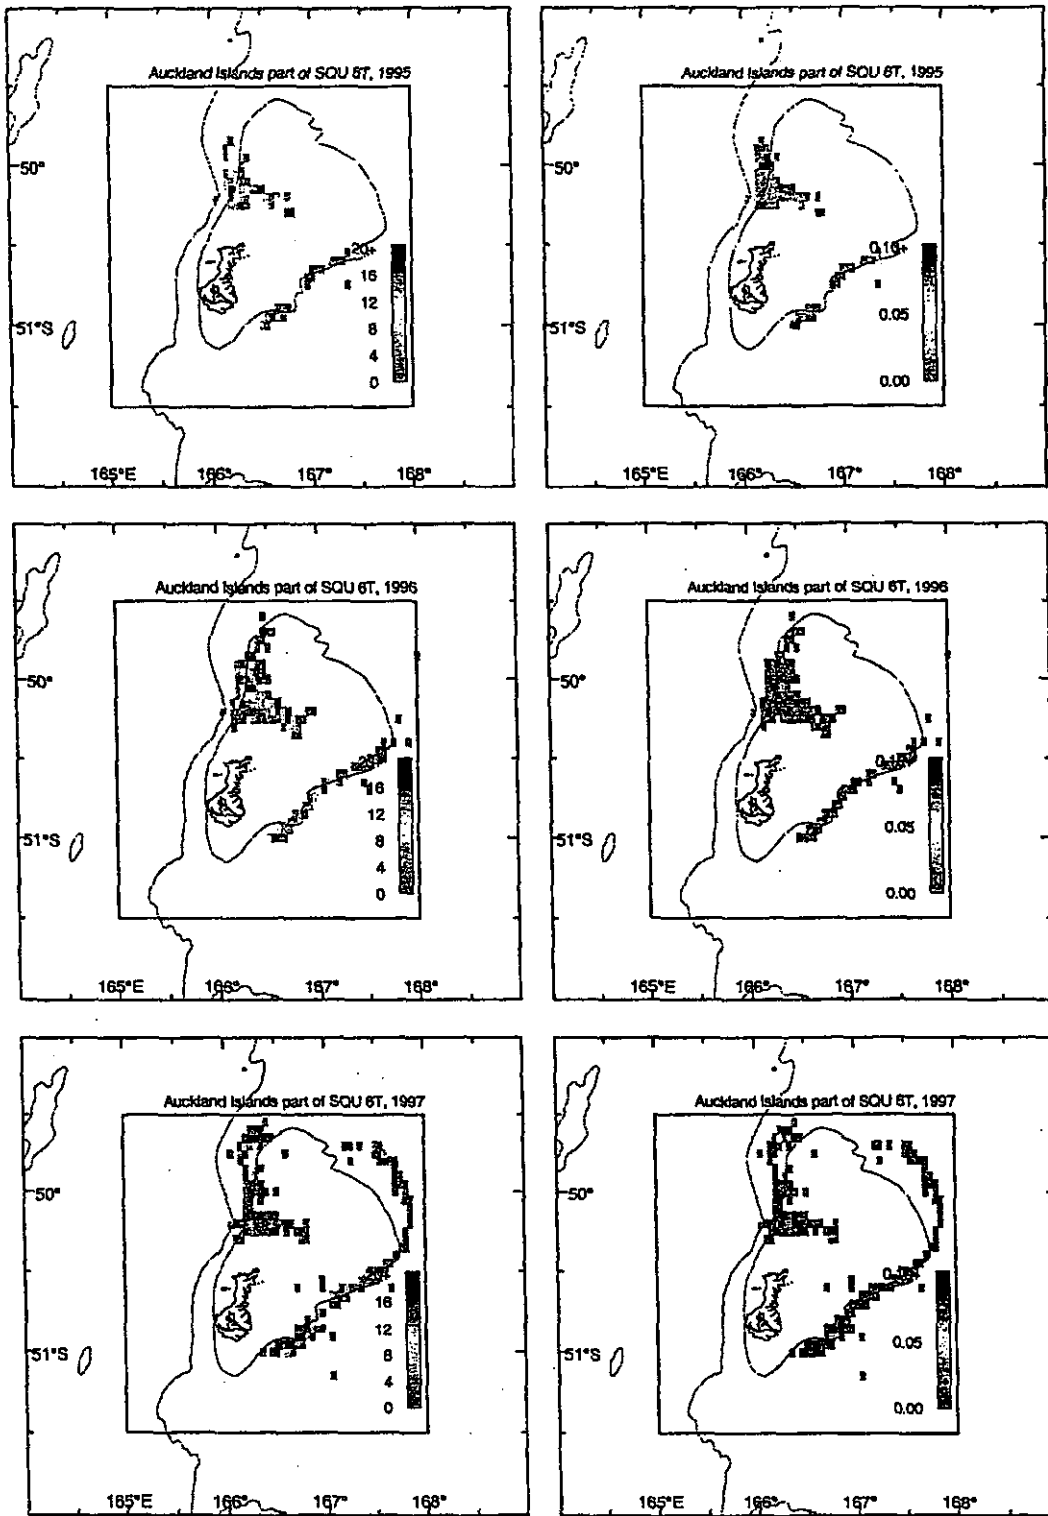 Auckland Islands part of SQU 6T, 1995
50°
20+
16
12
51°S
8
4
0
165°E 166° 167° 168°
Auckland Islands part of SQU 6T, 1995
50°
0.10+
0.05
51°S
0.00
165°E 166° 167° 168°
Auckland Islands part of SQU 6T, 1996
50°
16
12
51°S
8
4
0
165°E 166° 167° 168°
Auckland Islands part of SQU 6T, 1996
50°
0.05
51°S
0.00
165°E 166° 167° 168°
Auckland Islands part of SQU 6T, 1997
50°
16
12
51°S
8
4
0
165°E 166° 167° 168°
Auckland Islands part of SQU 6T, 1997
50°
0.05
51°S
0.00
165°E 166° 167° 168°